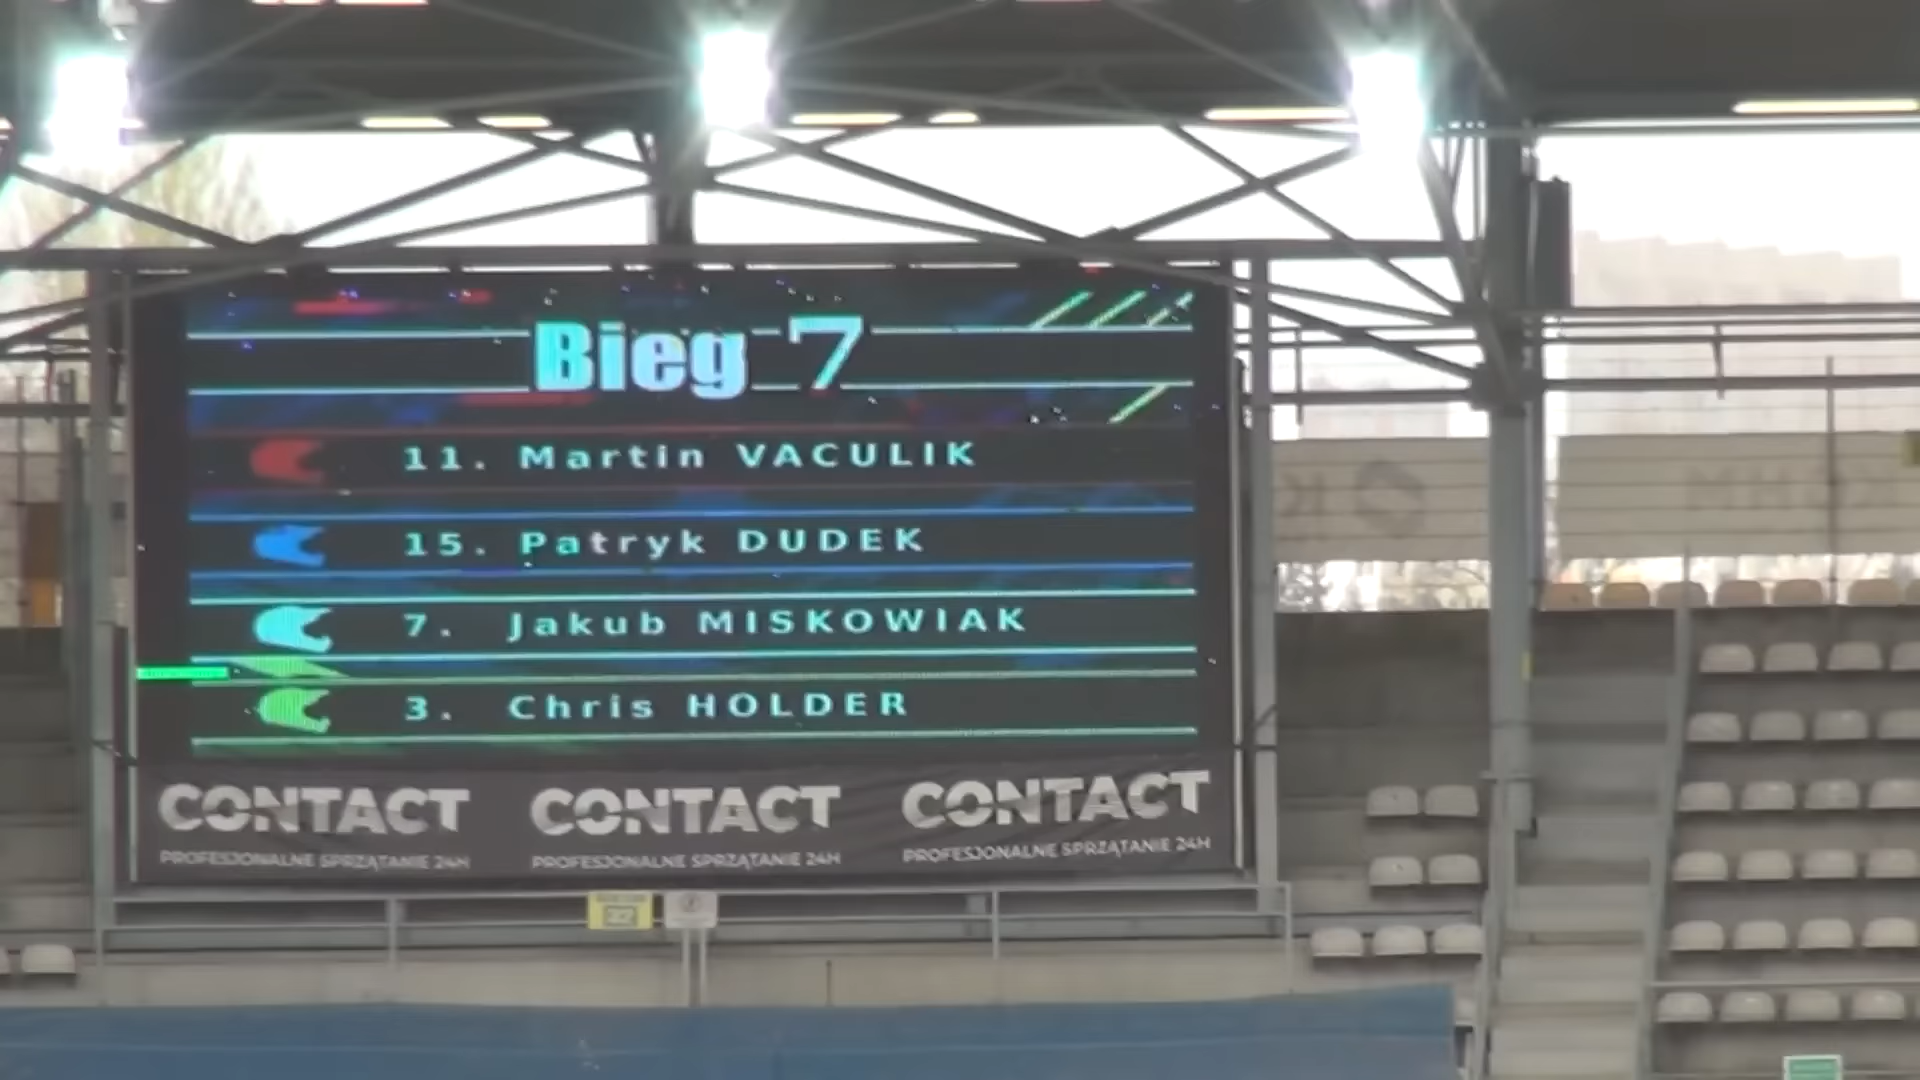 Bieg 7
11. Martin VACULIK
15. Patryk DUDEK
7. Jakub MISKOWIAK
3. Chris HOLDER
CONTACT CONTACT CONTACT
PROFESJONALNE SPRZĄTANIE 24H PROFESJONALNE SPRZĄTANIE 24H PROFESJONALNE SPRZĄTANIE 24H
22